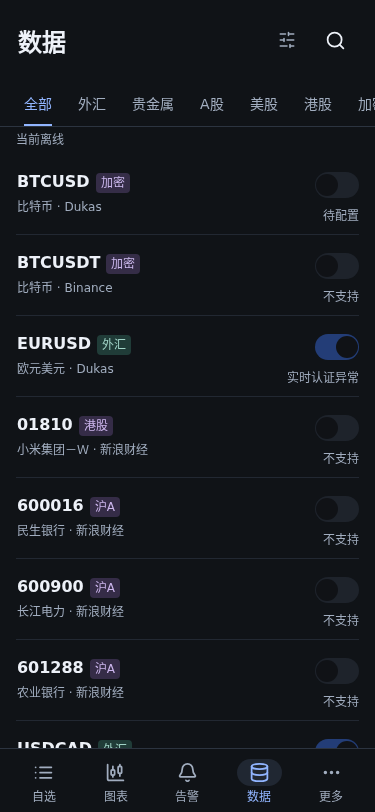 数据
全部 外汇 贵金属 A股 美股 港股
当前离线
BTCUSD 加密
比特币 · Dukas
待配置
BTCUSDT 加密
比特币 · Binance
不支持
EURUSD 外汇
欧元美元 · Dukas
实时认证异常
01810 港股
小米集团－W · 新浪财经
不支持
600016 沪A
民生银行 · 新浪财经
不支持
600900 沪A
长江电力 · 新浪财经
不支持
601288 沪A
农业银行 · 新浪财经
不支持
USDCAD 外汇
自选 图表 告警 数据 更多